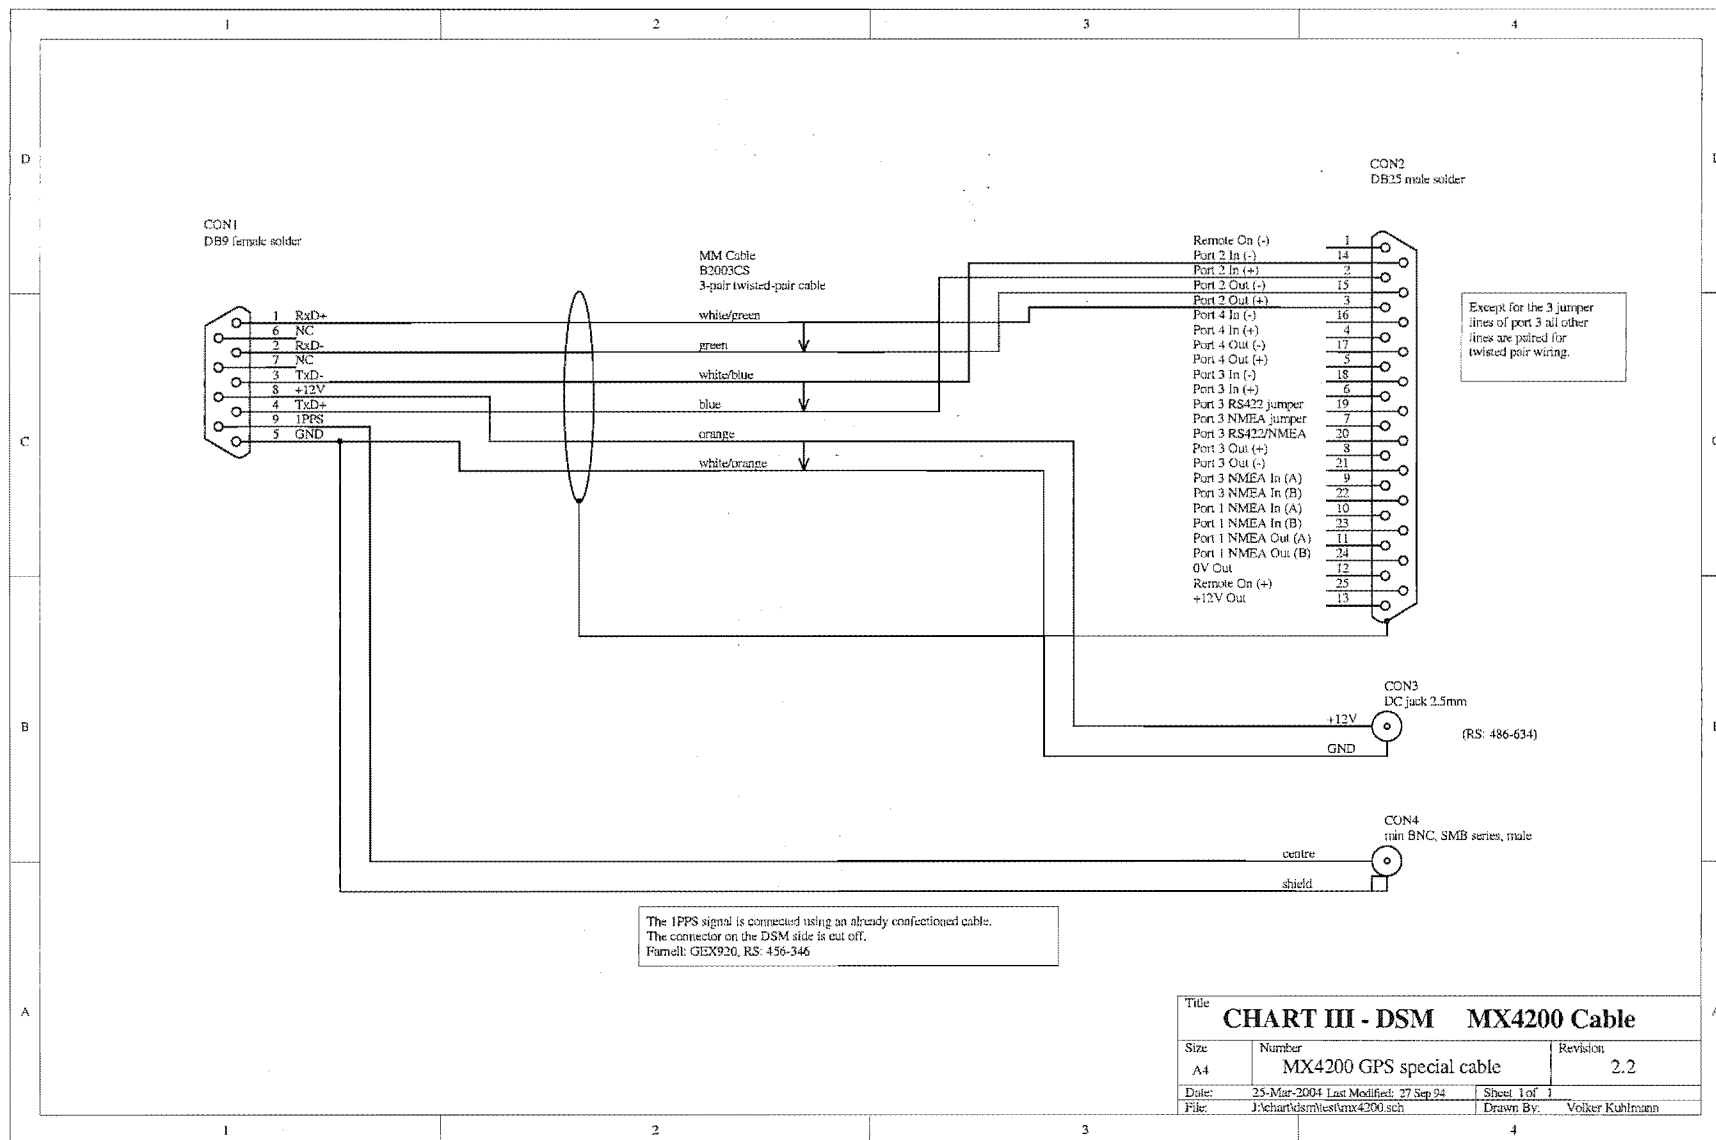 1 2 3 4
D
C
B
A
CON1
DB9 female solder
1 RxD+
6 NC
2 RxD-
7 NC
3 TxD-
8 +12V
4 TxD+
9 1PPS
5 GND
MM Cable
B2003CS
3-pair twisted-pair cable
white/green
green
white/blue
blue
orange
white/orange
CON2
DB25 male solder
Remote On (-) 1
Port 2 In (-) 14
Port 2 In (+) 2
Port 2 Out (-) 15
Port 2 Out (+) 3
Port 4 In (-) 16
Port 4 In (+) 4
Port 4 Out (-) 17
Port 4 Out (+) 5
Port 3 In (-) 18
Port 3 In (+) 6
Port 3 RS422 jumper 19
Port 3 NMEA jumper 7
Port 3 RS422/NMEA 20
Port 3 Out (+) 8
Port 3 Out (-) 21
Port 3 NMEA In (A) 9
Port 3 NMEA In (B) 22
Port 1 NMEA In (A) 10
Port 1 NMEA In (B) 23
Port 1 NMEA Out (A) 11
Port 1 NMEA Out (B) 24
0V Out 12
Remote On (+) 25
+12V Out 13
Except for the 3 jumper
lines of port 3 all other
lines are paired for
twisted pair wiring.
CON3
DC jack 2.5mm
+12V
GND
(RS: 486-634)
CON4
min BNC, SMB series, male
centre
shield
The 1PPS signal is connected using an already confectioned cable.
The connector on the DSM side is cut off.
Farnell: GEX920, RS: 456-346
Title
CHART III - DSM MX4200 Cable
Size Number Revision
A4 MX4200 GPS special cable 2.2
Date: 25-Mar-2004 Last Modified: 27 Sep 94 Sheet 1 of 1
File: J:\chart\dsm\test\mx4200.sch Drawn By: Volker Kuhlmann
1 2 3 4